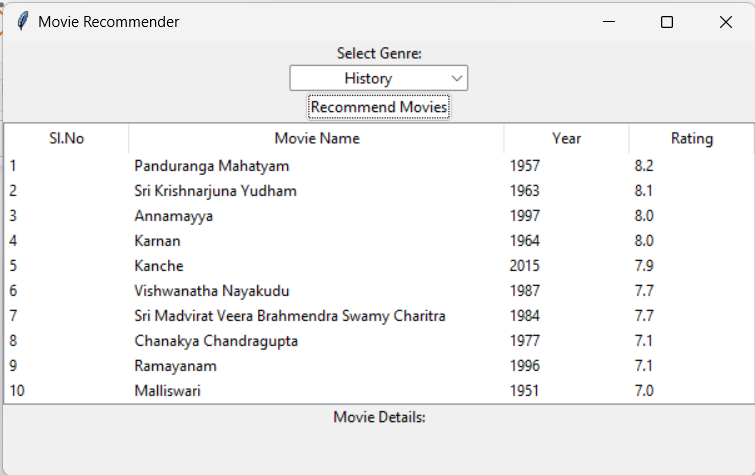 Movie Recommender
Select Genre:
History
Recommend Movies
Sl.No Movie Name Year Rating
1 Panduranga Mahatyam 1957 8.2
2 Sri Krishnarjuna Yudham 1963 8.1
3 Annamayya 1997 8.0
4 Karnan 1964 8.0
5 Kanche 2015 7.9
6 Vishwanatha Nayakudu 1987 7.7
7 Sri Madvirat Veera Brahmendra Swamy Charitra 1984 7.7
8 Chanakya Chandragupta 1977 7.1
9 Ramayanam 1996 7.1
10 Malliswari 1951 7.0
Movie Details: